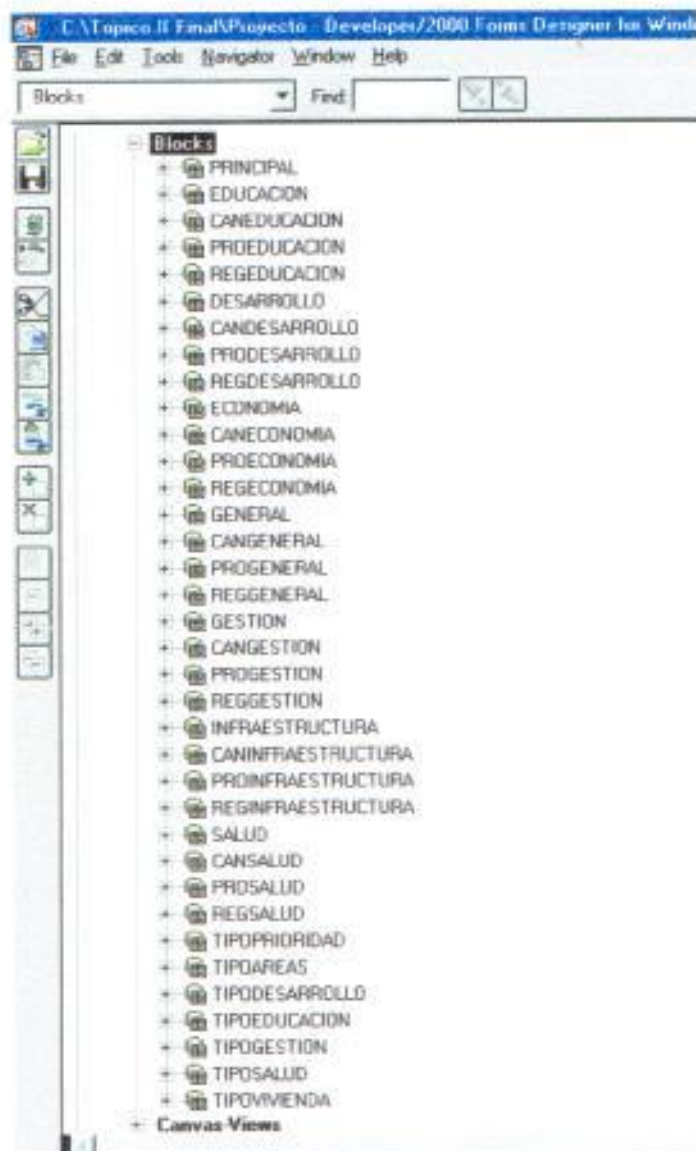 C:\Topico II Final\Proyecto - Developer/2000 Forms Designer for Windo
File Edit Tools Navigator Window Help
Blocks Find:
Blocks
PRINCIPAL
EDUCACION
CANEDUCACION
PROEDUCACION
REGEDUCACION
DESARROLLO
CANDESARROLLO
PRODESARROLLO
REGDESARROLLO
ECONOMIA
CANECONOMIA
PROECONOMIA
REGECONOMIA
GENERAL
CANGENERAL
PROGENERAL
REGGENERAL
GESTION
CANGESTION
PROGESTION
REGGESTION
INFRAESTRUCTURA
CANINFRAESTRUCTURA
PROINFRAESTRUCTURA
REGINFRAESTRUCTURA
SALUD
CANSALUD
PROSALUD
REGSALUD
TIPOPRIORIDAD
TIPOAREAS
TIPODESARROLLO
TIPOEDUCACION
TIPOGESTION
TIPOSALUD
TIPOVIVIENDA
Canvas-Views